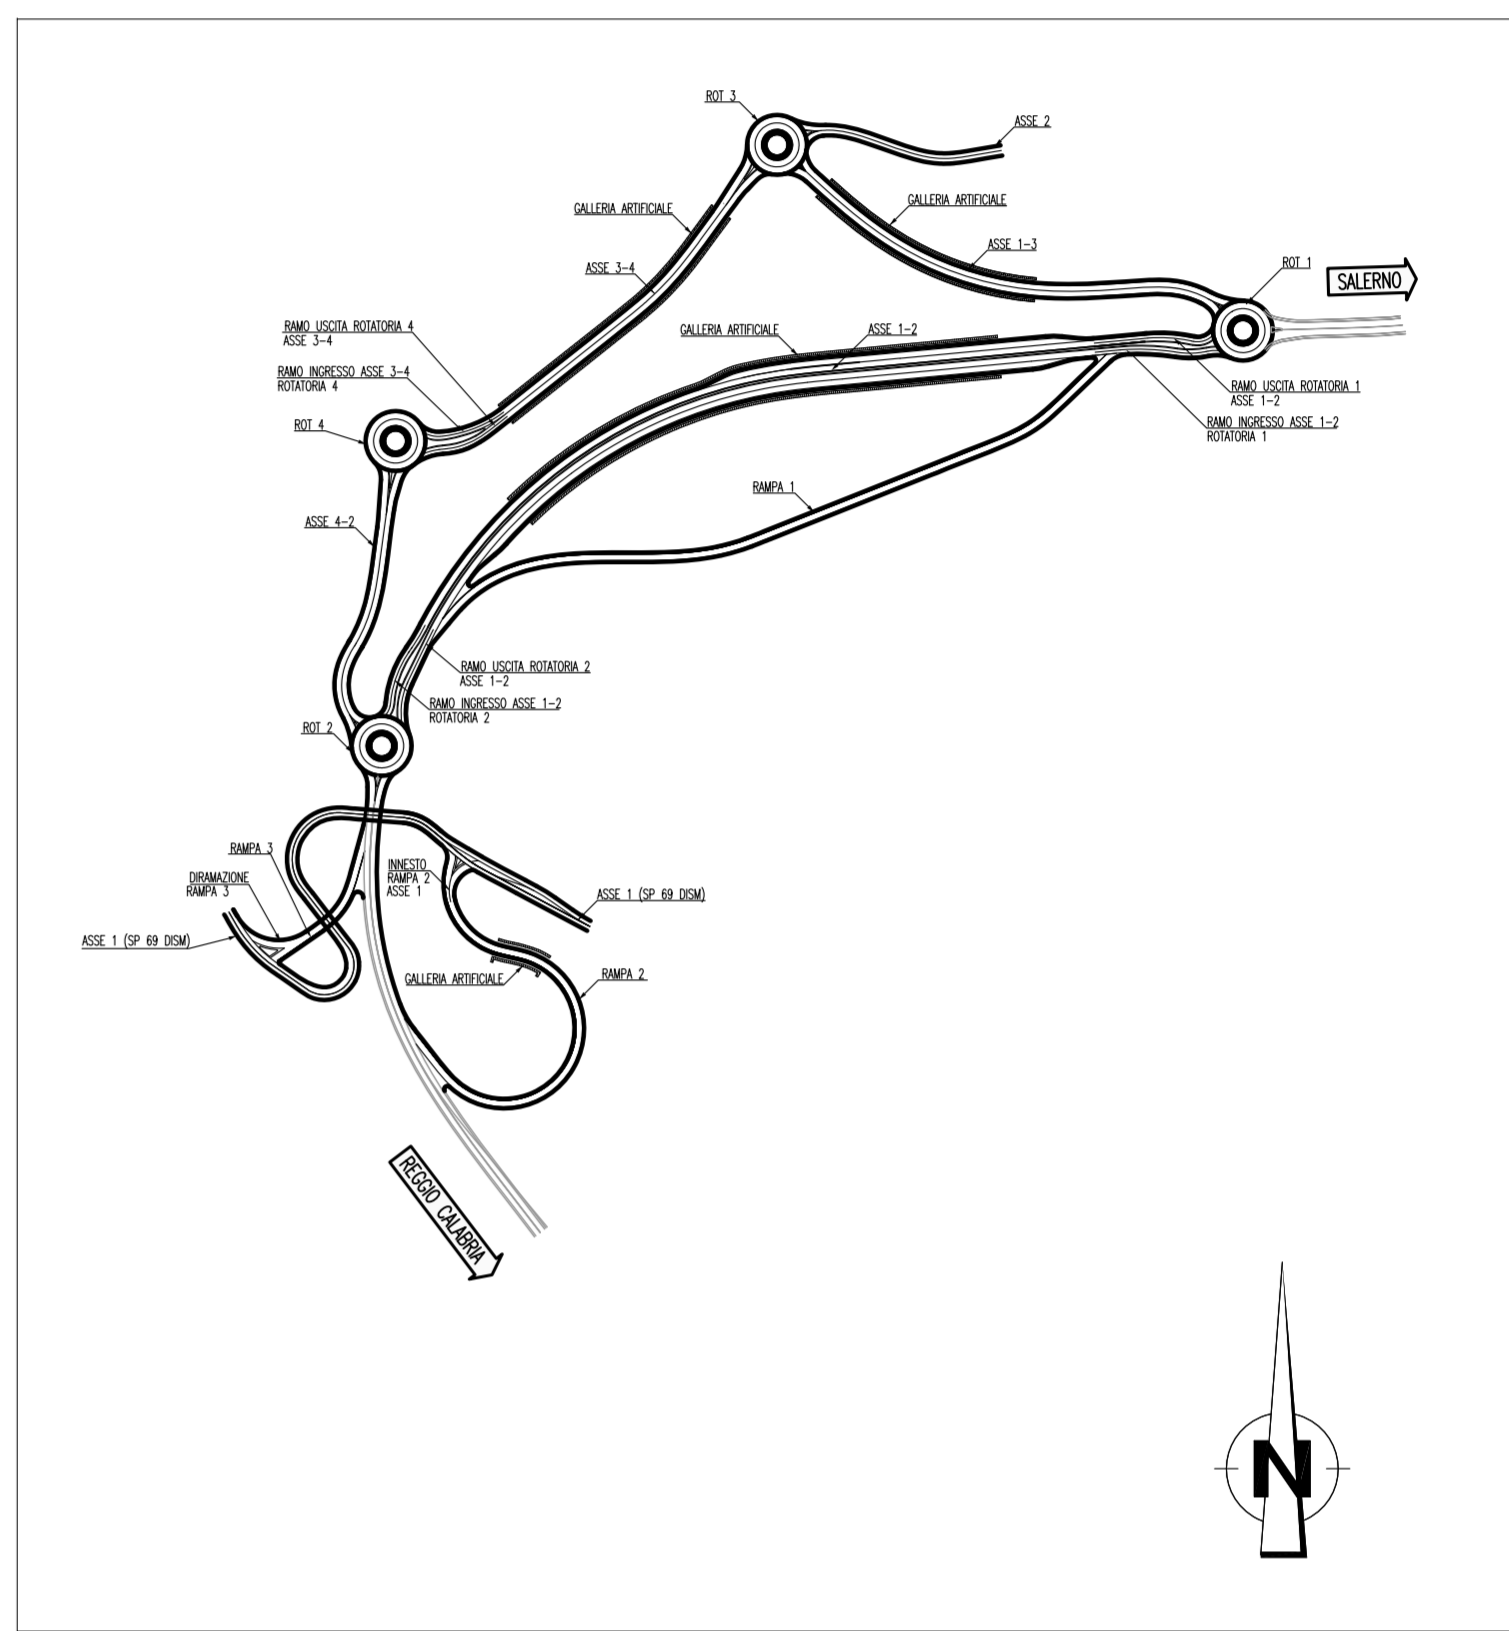 ROT 3
ASSE 2
GALLERIA ARTIFICIALE
GALLERIA ARTIFICIALE
ASSE 1-3
ASSE 3-4
ROT 1
SALERNO
RAMO USCITA ROTATORIA 4
ASSE 3-4
GALLERIA ARTIFICIALE
ASSE 1-2
RAMO INGRESSO ASSE 3-4
ROTATORIA 4
RAMO USCITA ROTATORIA 1
ASSE 1-2
RAMO INGRESSO ASSE 1-2
ROTATORIA 1
ROT 4
RAMPA 1
ASSE 4-2
RAMO USCITA ROTATORIA 2
ASSE 1-2
RAMO INGRESSO ASSE 1-2
ROTATORIA 2
ROT 2
RAMPA 3
INNESTO
RAMPA 2
ASSE 1
DIRAMAZIONE
RAMPA 3
ASSE 1 (SP 69 DISM)
ASSE 1 (SP 69 DISM)
GALLERIA ARTIFICIALE
RAMPA 2
REGGIO CALABRIA
N